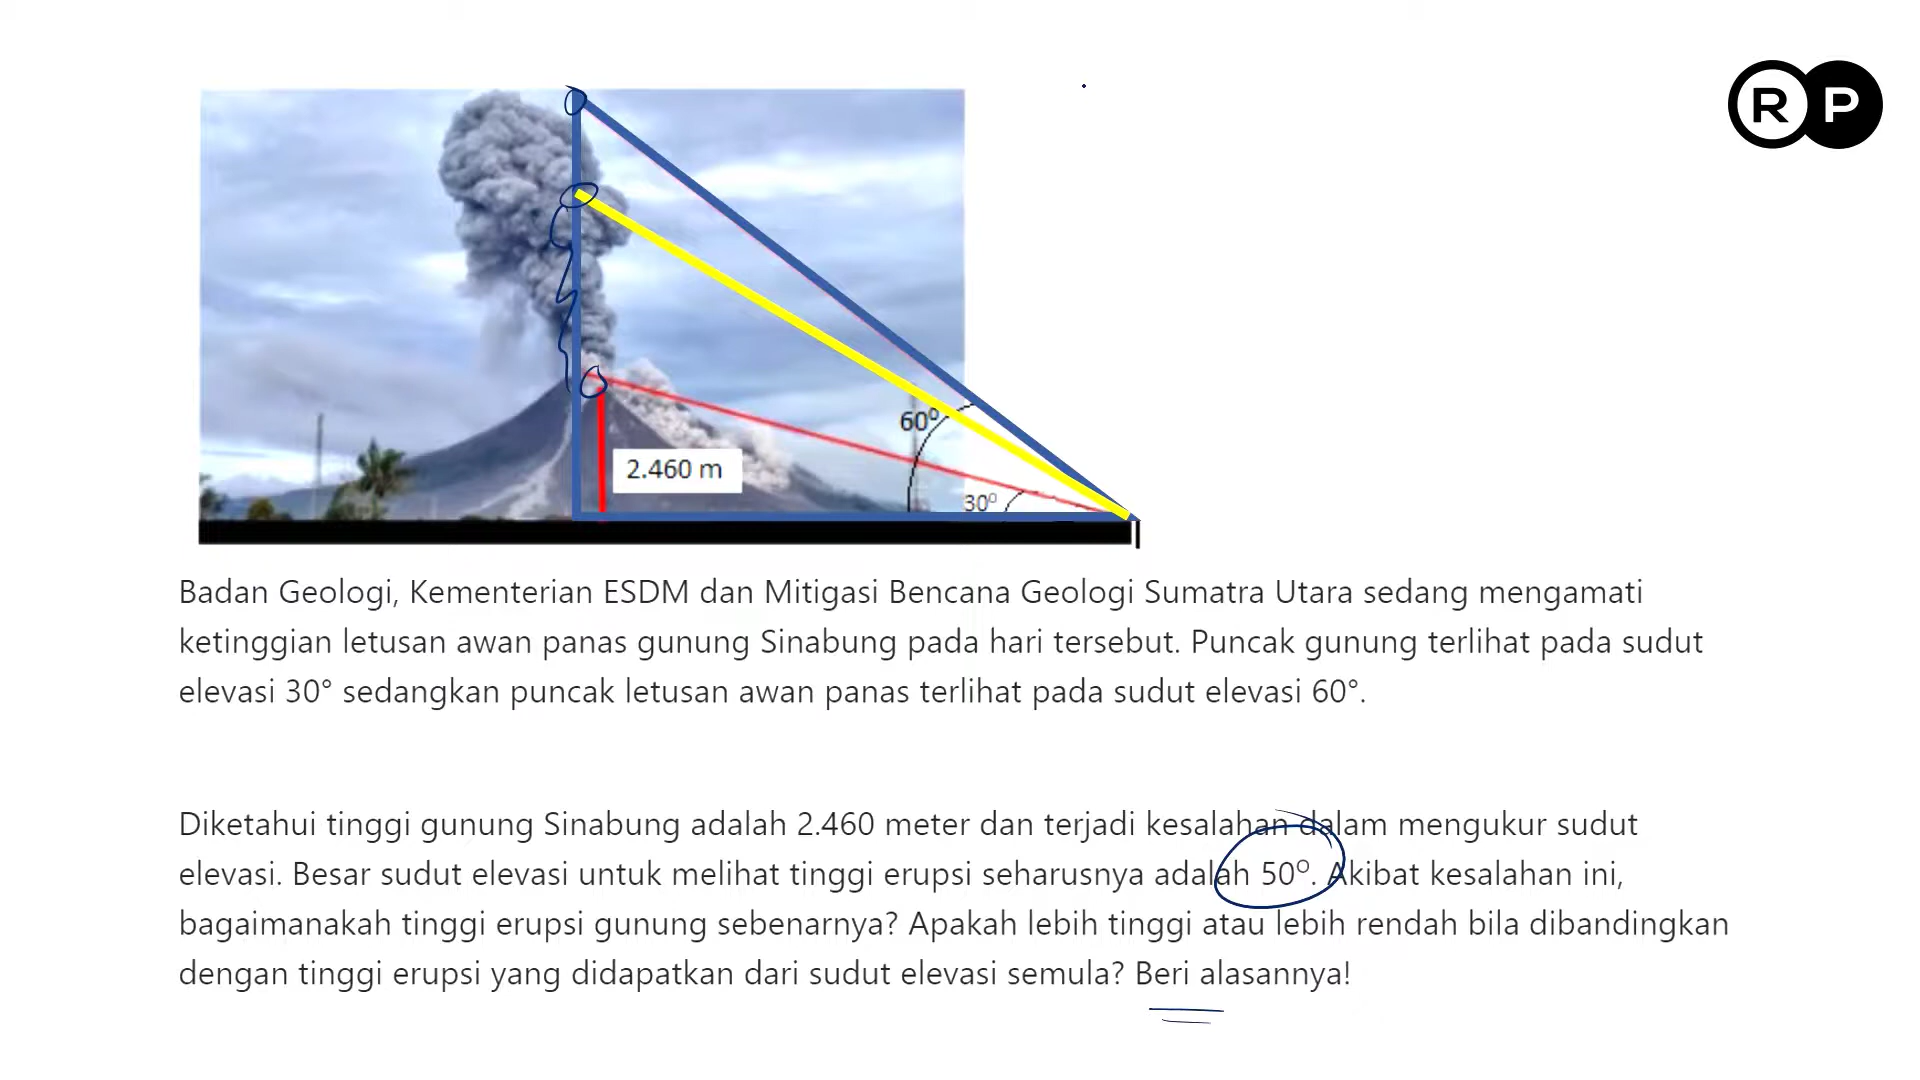 R P
60⁰
2.460 m
30⁰
Badan Geologi, Kementerian ESDM dan Mitigasi Bencana Geologi Sumatra Utara sedang mengamati
ketinggian letusan awan panas gunung Sinabung pada hari tersebut. Puncak gunung terlihat pada sudut
elevasi 30° sedangkan puncak letusan awan panas terlihat pada sudut elevasi 60°.
Diketahui tinggi gunung Sinabung adalah 2.460 meter dan terjadi kesalahan dalam mengukur sudut
elevasi. Besar sudut elevasi untuk melihat tinggi erupsi seharusnya adalah 50⁰. Akibat kesalahan ini,
bagaimanakah tinggi erupsi gunung sebenarnya? Apakah lebih tinggi atau lebih rendah bila dibandingkan
dengan tinggi erupsi yang didapatkan dari sudut elevasi semula? Beri alasannya!